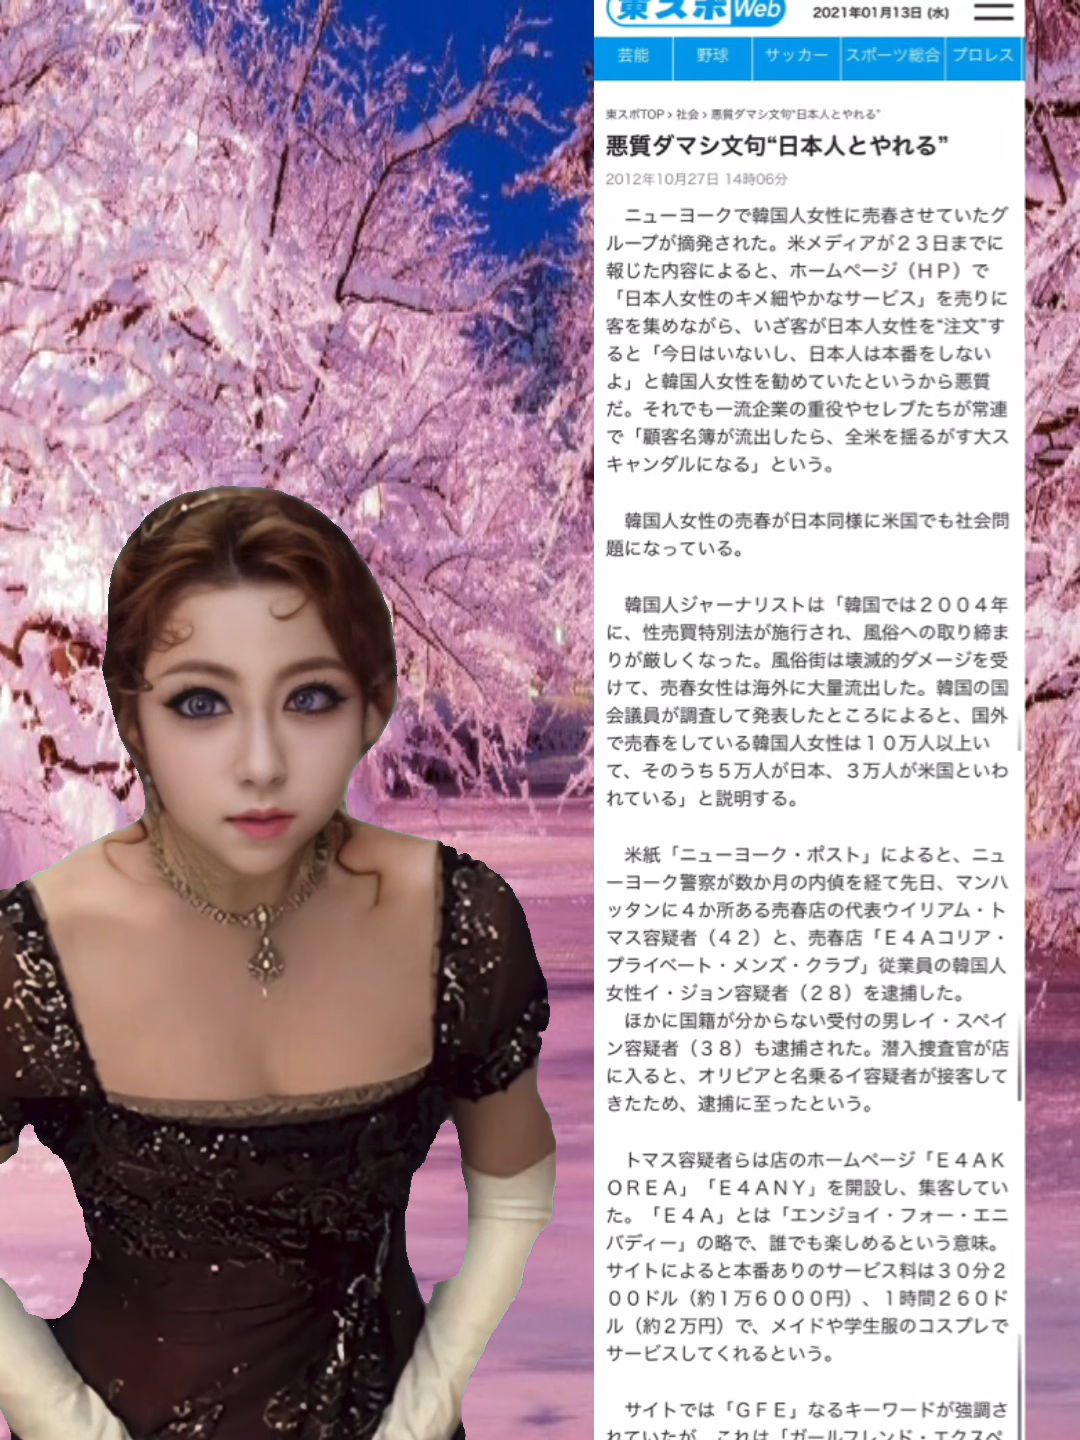 東スポWeb
2021年01月13日 (水)
芸能 野球 サッカー スポーツ総合 プロレス
東スポTOP › 社会 › 悪質ダマシ文句“日本人とやれる”
悪質ダマシ文句“日本人とやれる”
2012年10月27日 14時06分
　ニューヨークで韓国人女性に売春させていたグ
ループが摘発された。米メディアが２３日までに
報じた内容によると、ホームページ（ＨＰ）で
「日本人女性のキメ細やかなサービス」を売りに
客を集めながら、いざ客が日本人女性を“注文”す
ると「今日はいないし、日本人は本番をしない
よ」と韓国人女性を勧めていたというから悪質
だ。それでも一流企業の重役やセレブたちが常連
で「顧客名簿が流出したら、全米を揺るがす大ス
キャンダルになる」という。
　韓国人女性の売春が日本同様に米国でも社会問
題になっている。
　韓国人ジャーナリストは「韓国では２００４年
に、性売買特別法が施行され、風俗への取り締ま
りが厳しくなった。風俗街は壊滅的ダメージを受
けて、売春女性は海外に大量流出した。韓国の国
会議員が調査して発表したところによると、国外
で売春をしている韓国人女性は１０万人以上い
て、そのうち５万人が日本、３万人が米国といわ
れている」と説明する。
　米紙「ニューヨーク・ポスト」によると、ニュ
ーヨーク警察が数か月の内偵を経て先日、マンハ
ッタンに４か所ある売春店の代表ウイリアム・ト
マス容疑者（４２）と、売春店「Ｅ４Ａコリア・
プライベート・メンズ・クラブ」従業員の韓国人
女性イ・ジョン容疑者（２８）を逮捕した。
　ほかに国籍が分からない受付の男レイ・スペイ
ン容疑者（３８）も逮捕された。潜入捜査官が店
に入ると、オリビアと名乗るイ容疑者が接客して
きたため、逮捕に至ったという。
　トマス容疑者らは店のホームページ「Ｅ４ＡＫ
ＯＲＥＡ」「Ｅ４ＡＮＹ」を開設し、集客してい
た。「Ｅ４Ａ」とは「エンジョイ・フォー・エニ
バディー」の略で、誰でも楽しめるという意味。
サイトによると本番ありのサービス料は３０分２
００ドル（約１万６０００円）、１時間２６０ド
ル（約２万円）で、メイドや学生服のコスプレで
サービスしてくれるという。
　サイトでは「ＧＦＥ」なるキーワードが強調さ
れていたが、これは「ガールフレンド・エクスペ